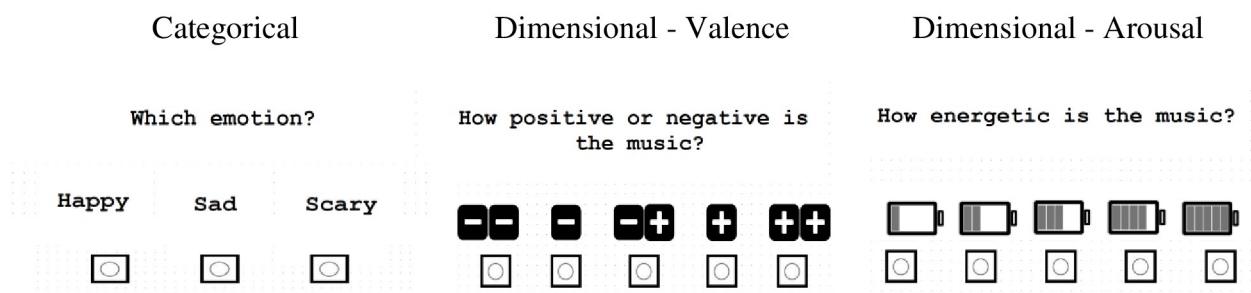 Categorical
Dimensional - Valence
Dimensional - Arousal
Which emotion?
How positive or negative is
the music?
How energetic is the music?
Happy Sad Scary